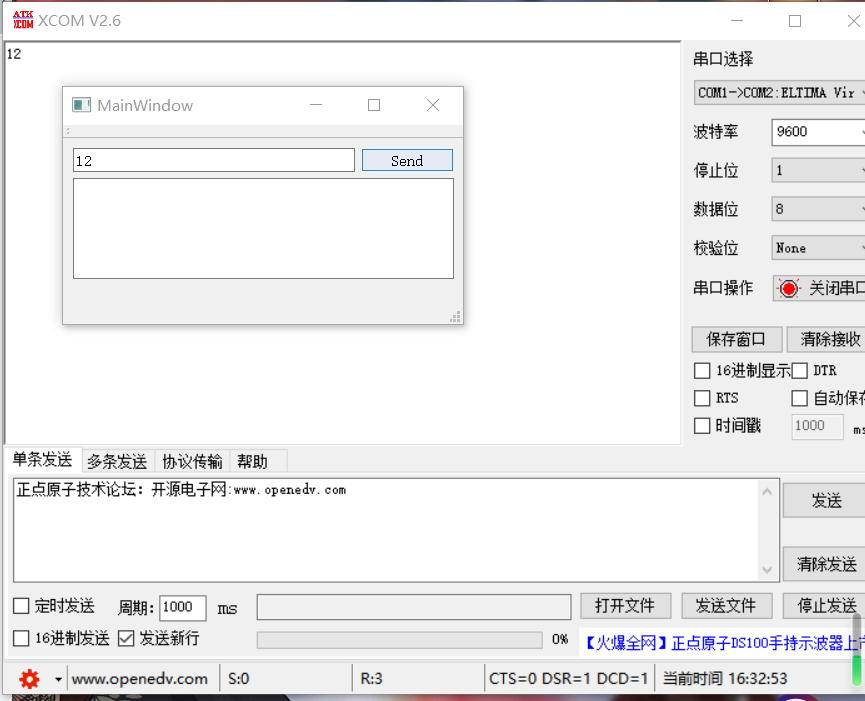 ATK XCOM XCOM V2.6
12
MainWindow
12 Send
串口选择
COM1->COM2:ELTIMA Vir
波特率 9600
停止位 1
数据位 8
校验位 None
串口操作 关闭串口
保存窗口 清除接收
16进制显示 DTR
RTS 自动保存
时间戳 1000 ms
单条发送 多条发送 协议传输 帮助
正点原子技术论坛：开源电子网:www.openedv.com
发送
清除发送
定时发送 周期: 1000 ms 打开文件 发送文件 停止发送
16进制发送 发送新行 0% 【火爆全网】正点原子DS100手持示波器上市
www.openedv.com S:0 R:3 CTS=0 DSR=1 DCD=1 当前时间 16:32:53